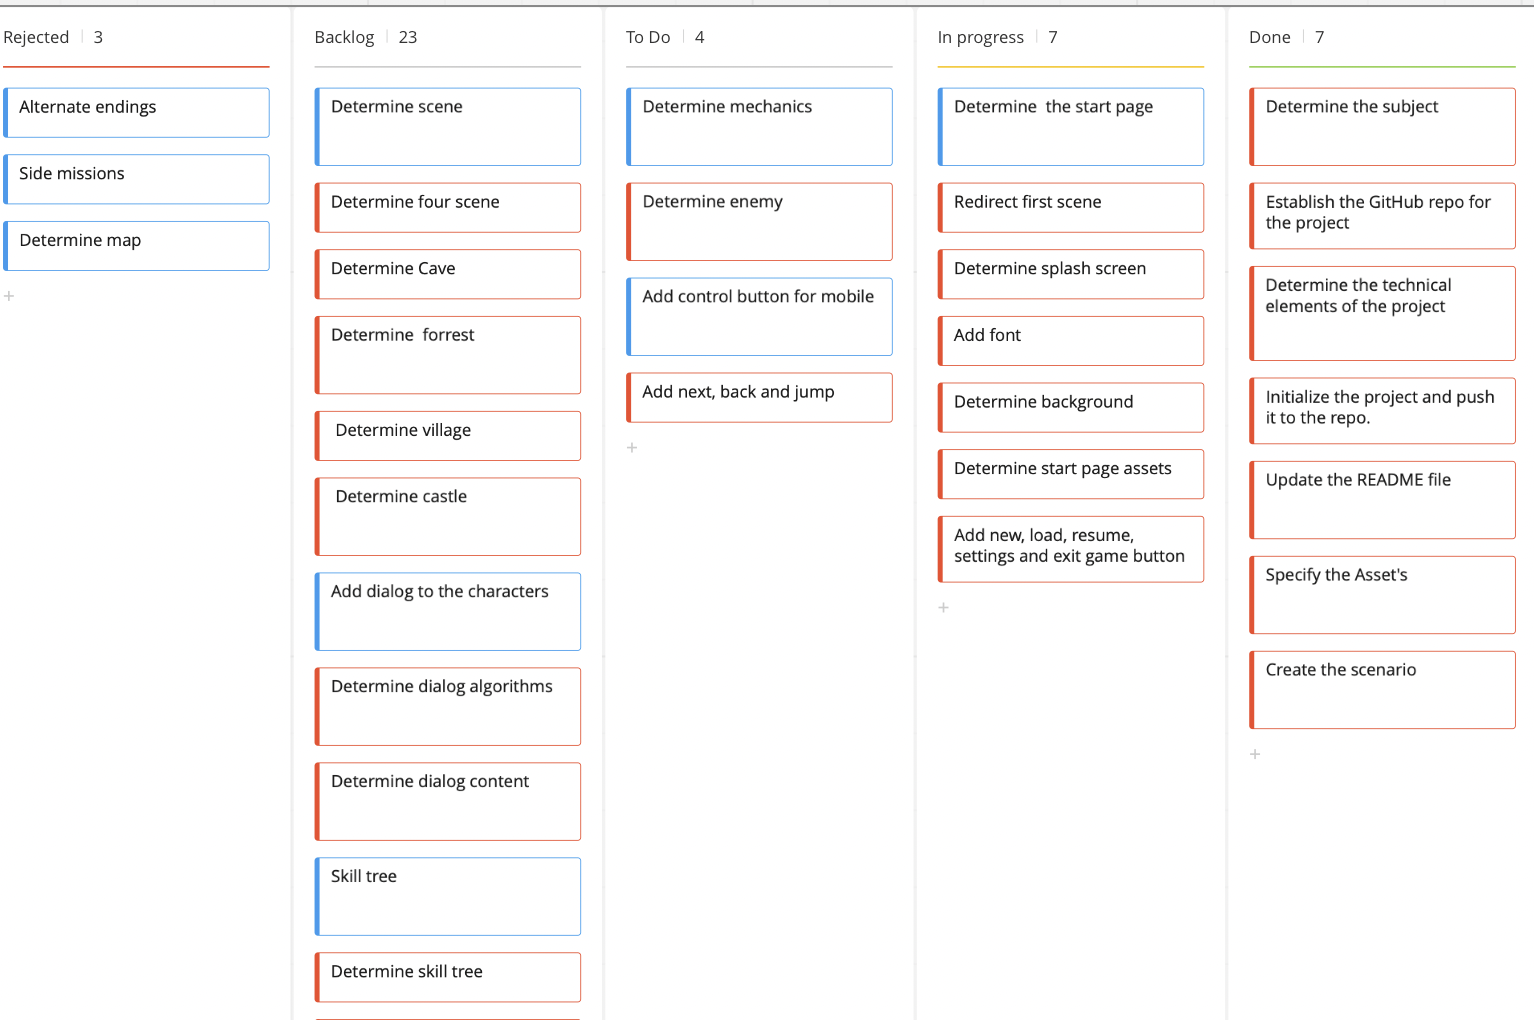 Rejected 3
Alternate endings
Side missions
Determine map
+
Backlog 23
Determine scene
Determine four scene
Determine Cave
Determine  forrest
Determine village
Determine castle
Add dialog to the characters
Determine dialog algorithms
Determine dialog content
Skill tree
Determine skill tree
To Do 4
Determine mechanics
Determine enemy
Add control button for mobile
Add next, back and jump
+
In progress 7
Determine  the start page
Redirect first scene
Determine splash screen
Add font
Determine background
Determine start page assets
Add new, load, resume,
settings and exit game button
+
Done 7
Determine the subject
Establish the GitHub repo for
the project
Determine the technical
elements of the project
Initialize the project and push
it to the repo.
Update the README file
Specify the Asset's
Create the scenario
+